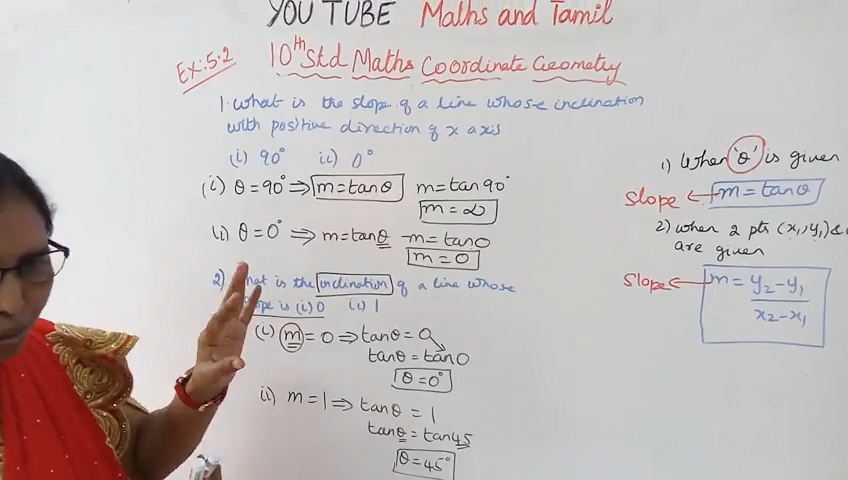 YOU TUBE Maths and Tamil
Ex:5.2 10th Std Maths Coordinate Geometry
1. what is the slope of a line whose inclination
with positive direction of x axis
(i) 90° ii) 0°
(i) θ = 90° ⇒ m = tanθ m = tan90°
m = ∞
ii) θ = 0° ⇒ m = tanθ m = tan0
m = 0
2) what is the inclination of a line whose
slope is (i) 0 ii) 1
(i) m = 0 ⇒ tanθ = 0
tanθ = tan0
θ = 0°
ii) m = 1 ⇒ tanθ = 1
tanθ = tan45
θ = 45°
1) When 'θ' is given
Slope ← m = tanθ
2) when 2 pts (x₁,y₁) &
are given
Slope ← m = y₂-y₁
x₂-x₁